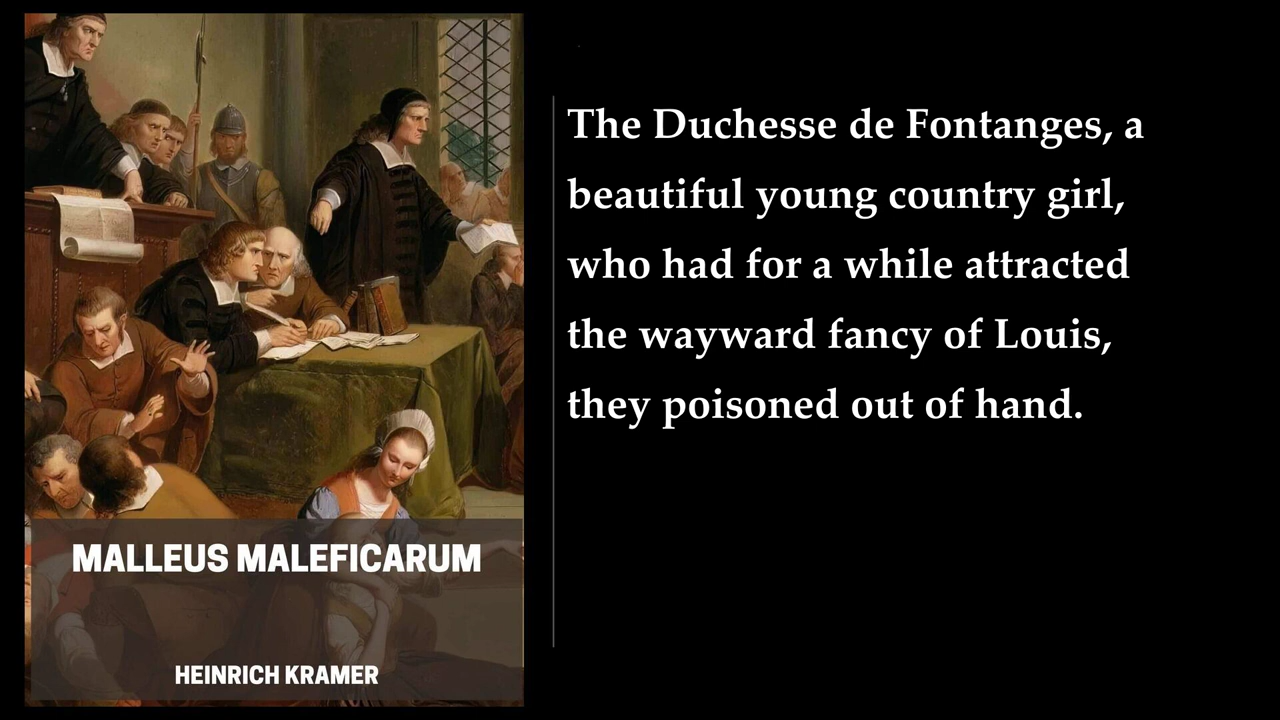 The Duchesse de Fontanges, a
beautiful young country girl,
who had for a while attracted
the wayward fancy of Louis,
they poisoned out of hand.
MALLEUS MALEFICARUM
HEINRICH KRAMER